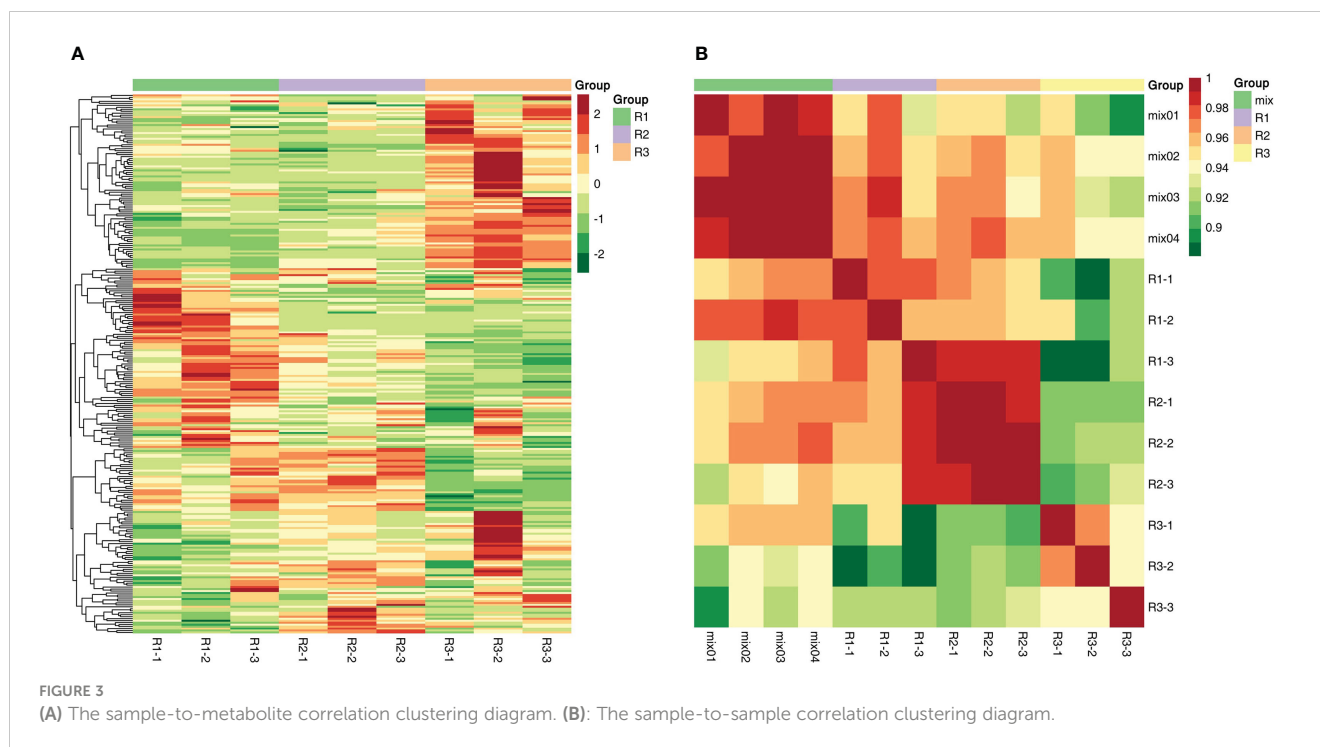 A
B
Group
2
1
0
-1
-2
Group
R1
R2
R3
R1-1
R1-2
R1-3
R2-1
R2-2
R2-3
R3-1
R3-2
R3-3
Group
1
0.98
0.96
0.94
0.92
0.9
Group
mix
R1
R2
R3
mix01
mix02
mix03
mix04
R1-1
R1-2
R1-3
R2-1
R2-2
R2-3
R3-1
R3-2
R3-3
mix01
mix02
mix03
mix04
R1-1
R1-2
R1-3
R2-1
R2-2
R2-3
R3-1
R3-2
R3-3
FIGURE 3
(A) The sample-to-metabolite correlation clustering diagram. (B): The sample-to-sample correlation clustering diagram.